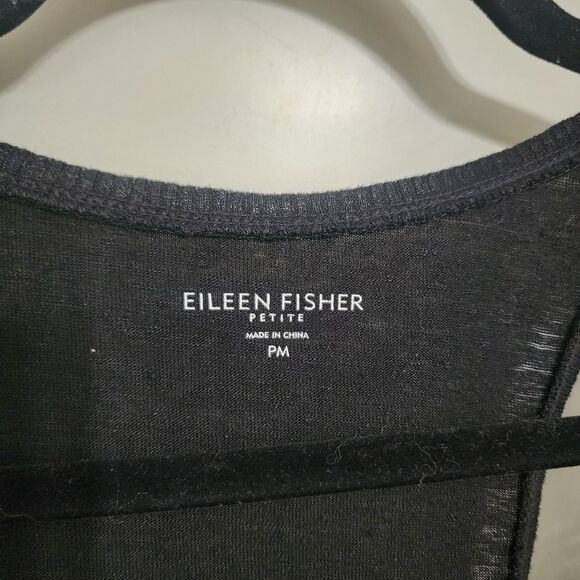 EILEEN FISHER
PETITE
MADE IN CHINA
PM